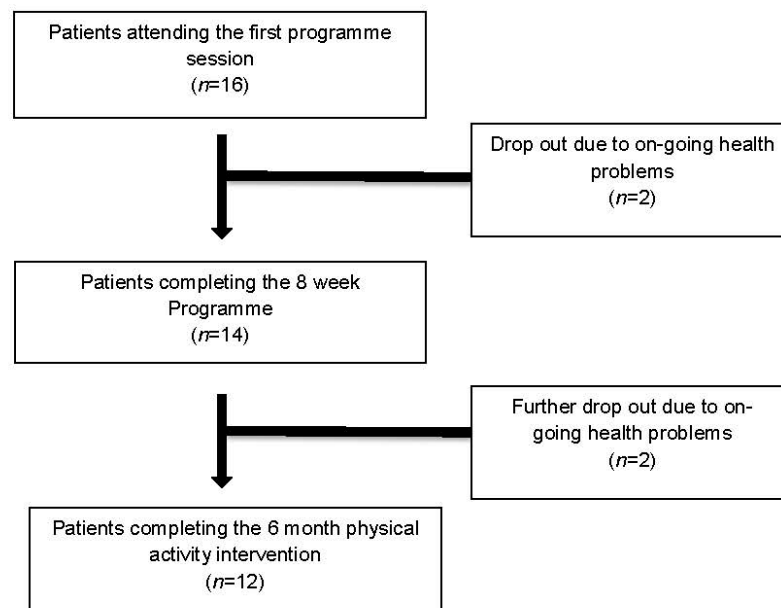 Patients attending the first programme
session
(n=16)
Drop out due to on-going health
problems
(n=2)
Patients completing the 8 week
Programme
(n=14)
Further drop out due to on-
going health problems
(n=2)
Patients completing the 6 month physical
activity intervention
(n=12)